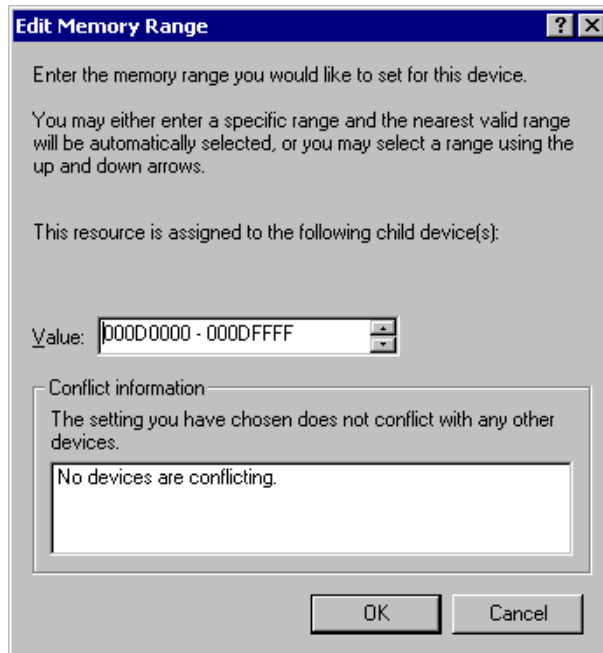 Edit Memory Range
Enter the memory range you would like to set for this device.
You may either enter a specific range and the nearest valid range
will be automatically selected, or you may select a range using the
up and down arrows.
This resource is assigned to the following child device(s):
Value: 000D0000 - 000DFFFF
Conflict information
The setting you have chosen does not conflict with any other
devices.
No devices are conflicting.
OK Cancel